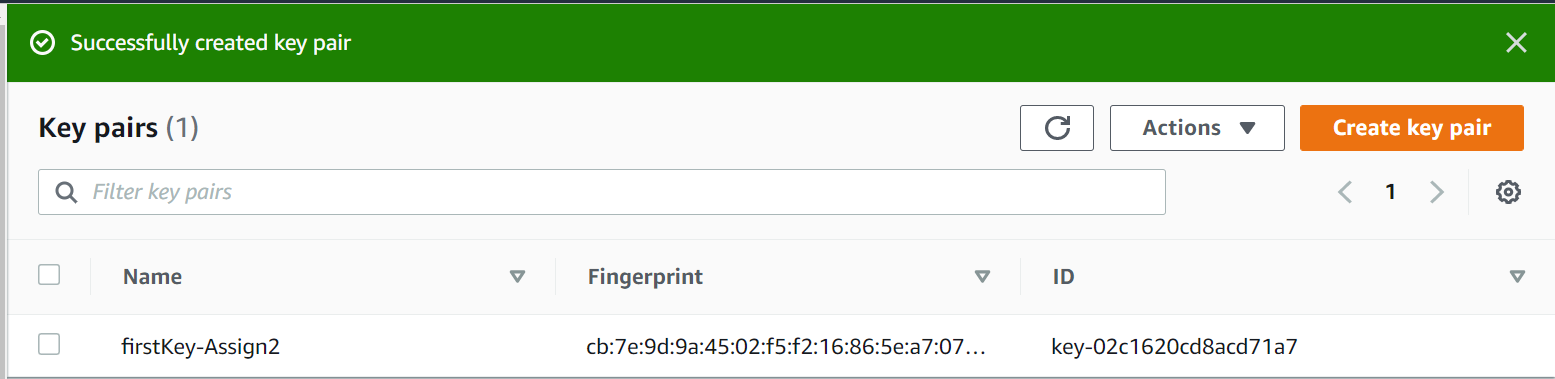 Successfully created key pair
Key pairs (1)
Actions
Create key pair
Filter key pairs
1
Name Fingerprint ID
firstKey-Assign2 cb:7e:9d:9a:45:02:f5:f2:16:86:5e:a7:07... key-02c1620cd8acd71a7